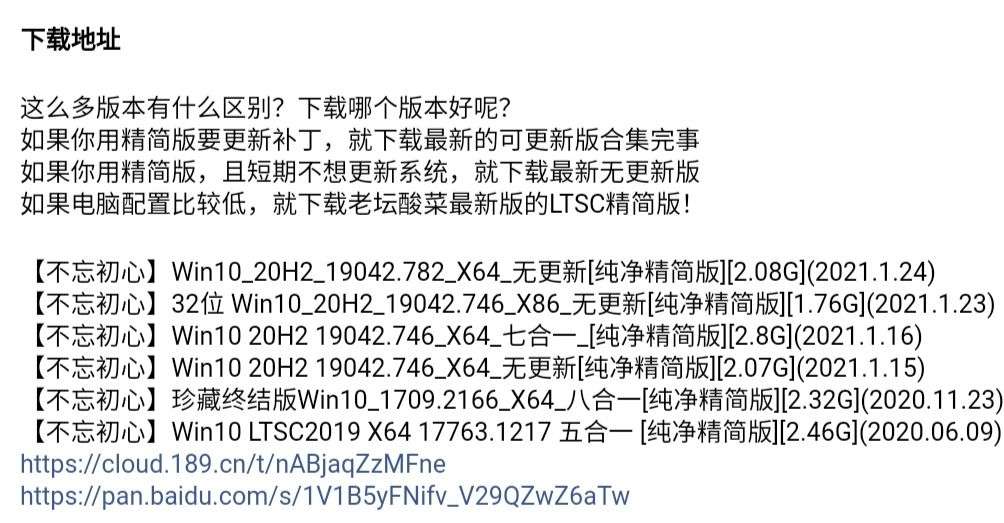 下载地址
这么多版本有什么区别？下载哪个版本好呢？
如果你用精简版要更新补丁，就下载最新的可更新版合集完事
如果你用精简版，且短期不想更新系统，就下载最新无更新版
如果电脑配置比较低，就下载老坛酸菜最新版的LTSC精简版！
【不忘初心】Win10_20H2_19042.782_X64_无更新[纯净精简版][2.08G](2021.1.24)
【不忘初心】32位 Win10_20H2_19042.746_X86_无更新[纯净精简版][1.76G](2021.1.23)
【不忘初心】Win10 20H2 19042.746_X64_七合一_[纯净精简版][2.8G](2021.1.16)
【不忘初心】Win10 20H2 19042.746_X64_无更新[纯净精简版][2.07G](2021.1.15)
【不忘初心】珍藏终结版Win10_1709.2166_X64_八合一[纯净精简版][2.32G](2020.11.23)
【不忘初心】Win10 LTSC2019 X64 17763.1217 五合一 [纯净精简版][2.46G](2020.06.09)
https://cloud.189.cn/t/nABjaqZzMFne
https://pan.baidu.com/s/1V1B5yFNifv_V29QZwZ6aTw